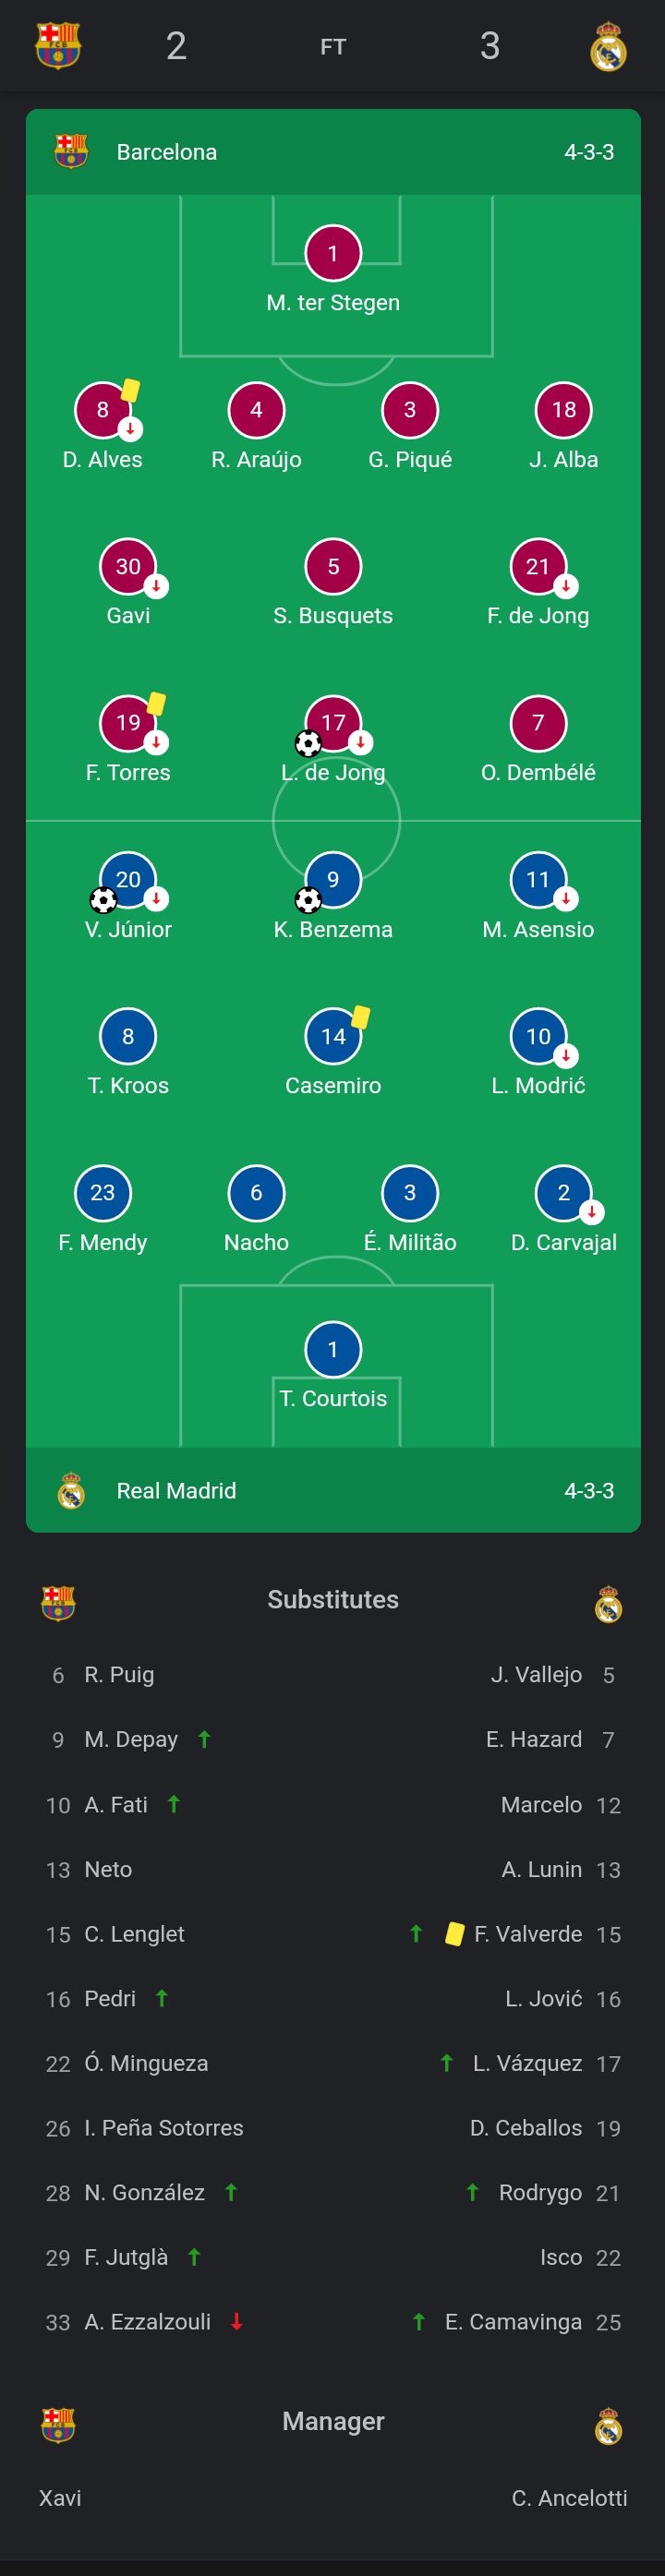 2 FT 3
Barcelona 4-3-3
1
M. ter Stegen
8 4 3 18
D. Alves R. Araújo G. Piqué J. Alba
30 5 21
Gavi S. Busquets F. de Jong
19 17 7
F. Torres L. de Jong O. Dembélé
20 9 11
V. Júnior K. Benzema M. Asensio
8 14 10
T. Kroos Casemiro L. Modrić
23 6 3 2
F. Mendy Nacho É. Militão D. Carvajal
1
T. Courtois
Real Madrid 4-3-3
Substitutes
6 R. Puig J. Vallejo 5
9 M. Depay E. Hazard 7
10 A. Fati Marcelo 12
13 Neto A. Lunin 13
15 C. Lenglet F. Valverde 15
16 Pedri L. Jović 16
22 Ó. Mingueza L. Vázquez 17
26 I. Peña Sotorres D. Ceballos 19
28 N. González Rodrygo 21
29 F. Jutglà Isco 22
33 A. Ezzalzouli E. Camavinga 25
Manager
Xavi C. Ancelotti